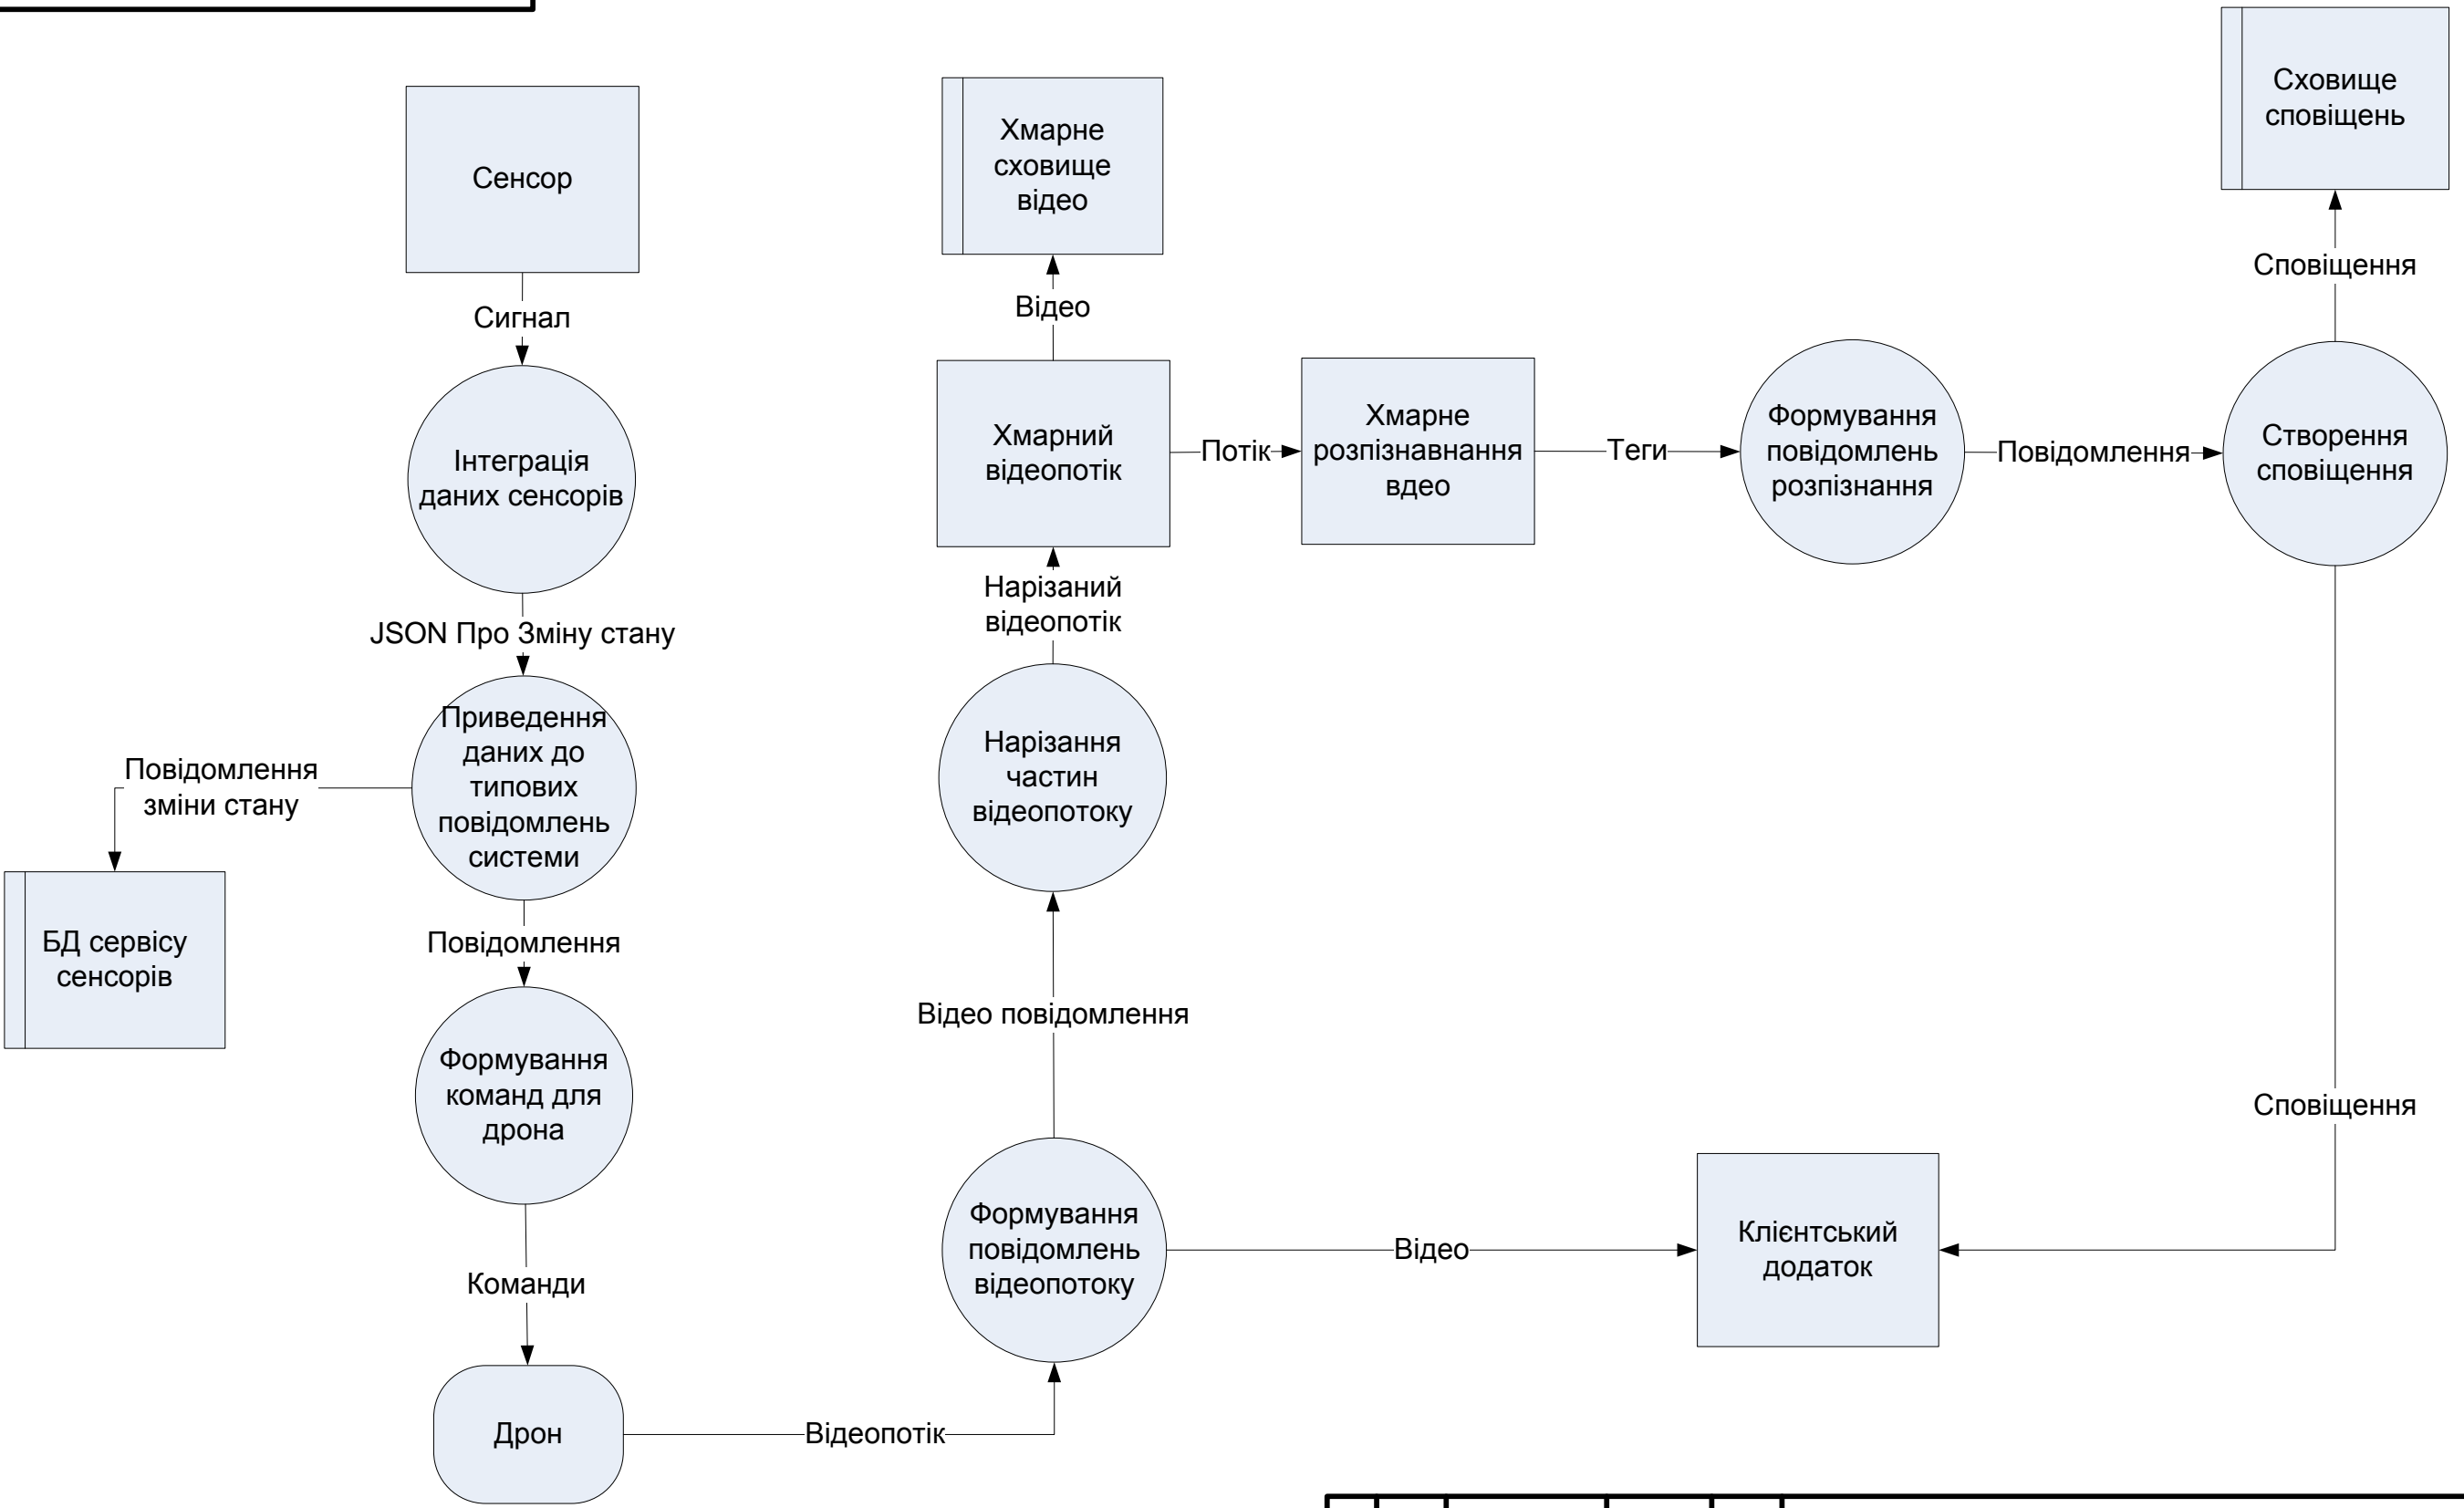 Сенсор
Сигнал
Інтеграція
даних сенсорів
JSON Про Зміну стану
Приведення
даних до
типових
повідомлень
системи
Повідомлення
зміни стану
БД сервісу
сенсорів
Повідомлення
Формування
команд для
дрона
Команди
Дрон
Відеопотік
Формування
повідомлень
відеопотоку
Відео повідомлення
Нарізання
частин
відеопотоку
Нарізаний
відеопотік
Хмарний
відеопотік
Відео
Хмарне
сховище
відео
Потік
Хмарне
розпізнавнання
вдео
Теги
Формування
повідомлень
розпізнання
Повідомлення
Створення
сповіщення
Сповіщення
Сховище
сповіщень
Сповіщення
Відео
Клієнтський
додаток